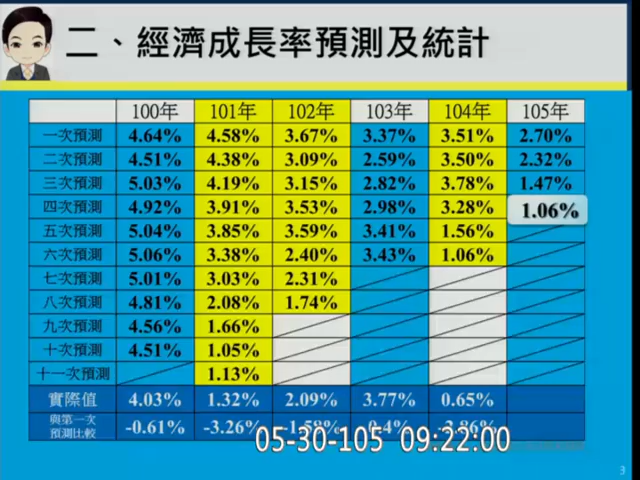 二、經濟成長率預測及統計
100年 101年 102年 103年 104年 105年
一次預測 4.64% 4.58% 3.67% 3.37% 3.51% 2.70%
二次預測 4.51% 4.38% 3.09% 2.59% 3.50% 2.32%
三次預測 5.03% 4.19% 3.15% 2.82% 3.78% 1.47%
四次預測 4.92% 3.91% 3.53% 2.98% 3.28% 1.06%
五次預測 5.04% 3.85% 3.59% 3.41% 1.56%
六次預測 5.06% 3.38% 2.40% 3.43% 1.06%
七次預測 5.01% 3.03% 2.31%
八次預測 4.81% 2.08% 1.74%
九次預測 4.56% 1.66%
十次預測 4.51% 1.05%
十一次預測 1.13%
實際值 4.03% 1.32% 2.09% 3.77% 0.65%
與第一次
預測比較 -0.61% -3.26%
05-30-105 09:22:00
3